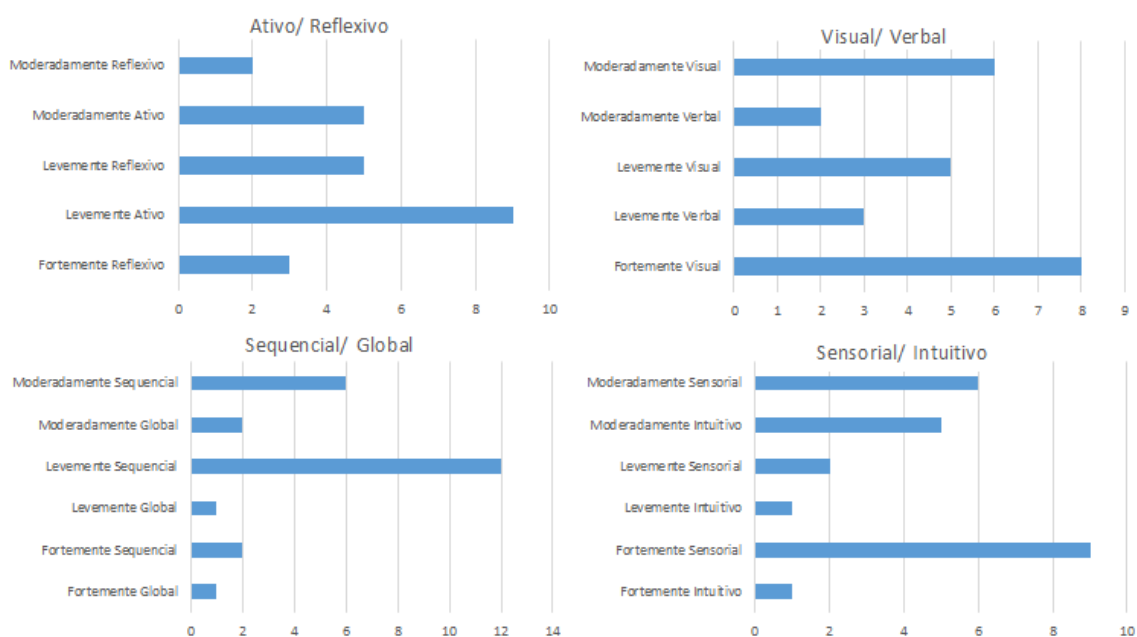 Ativo/ Reflexivo
Moderadamente Reflexivo
Moderadamente Ativo
Levemente Reflexivo
Levemente Ativo
Fortemente Reflexivo
0 2 4 6 8 10
Visual/ Verbal
Moderadamente Visual
Moderadamente Verbal
Levemente Visual
Levemente Verbal
Fortemente Visual
0 1 2 3 4 5 6 7 8 9
Sequencial/ Global
Moderadamente Sequencial
Moderadamente Global
Levemente Sequencial
Levemente Global
Fortemente Sequencial
Fortemente Global
0 2 4 6 8 10 12 14
Sensorial/ Intuitivo
Moderadamente Sensorial
Moderadamente Intuitivo
Levemente Sensorial
Levemente Intuitivo
Fortemente Sensorial
Fortemente Intuitivo
0 2 4 6 8 10